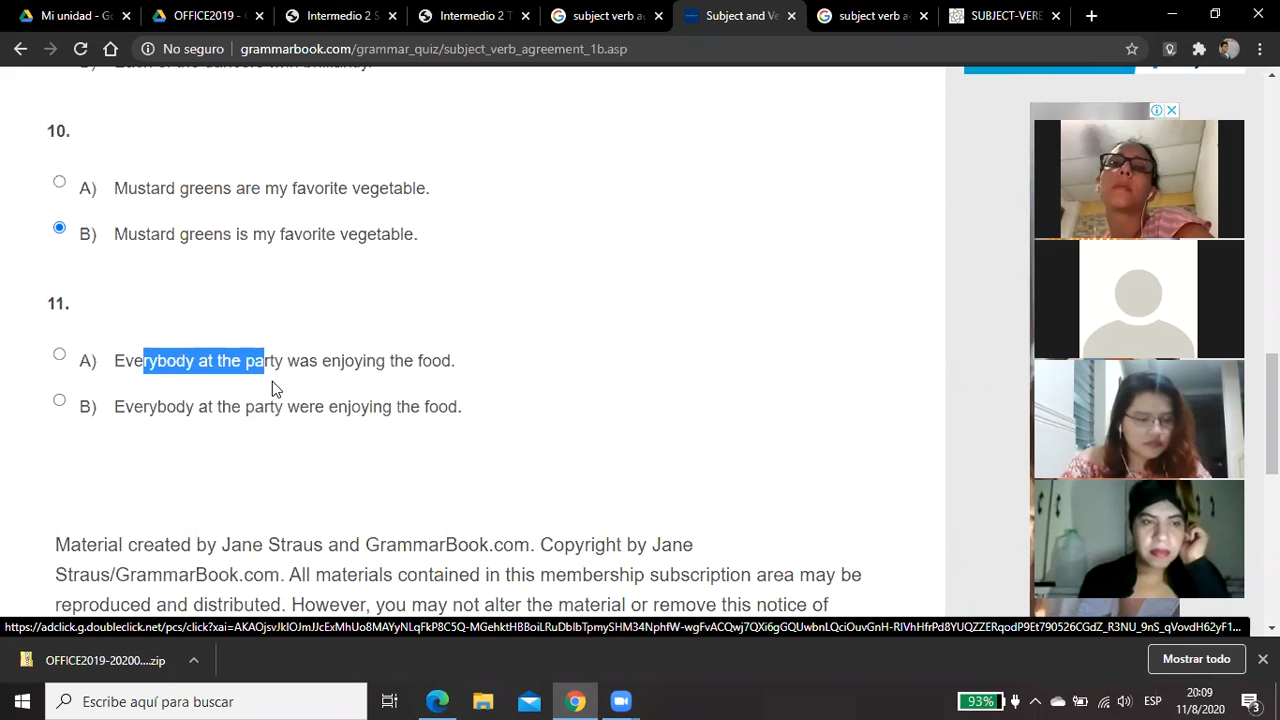 Mi unidad - Go
OFFICE2019 - G
Intermedio 2 S
Intermedio 2 T
subject verb ag
Subject and Ve
subject verb ag
SUBJECT-VERB
No seguro
grammarbook.com/grammar_quiz/subject_verb_agreement_1b.asp
10.
A) Mustard greens are my favorite vegetable.
B) Mustard greens is my favorite vegetable.
11.
A) Everybody at the party was enjoying the food.
B) Everybody at the party were enjoying the food.
Material created by Jane Straus and GrammarBook.com. Copyright by Jane
Straus/GrammarBook.com. All materials contained in this membership subscription area may be
reproduced and distributed. However, you may not alter the material or remove this notice of
OFFICE2019-20200....zip
Mostrar todo
Escribe aquí para buscar
93%
ESP
20:09
11/8/2020
3